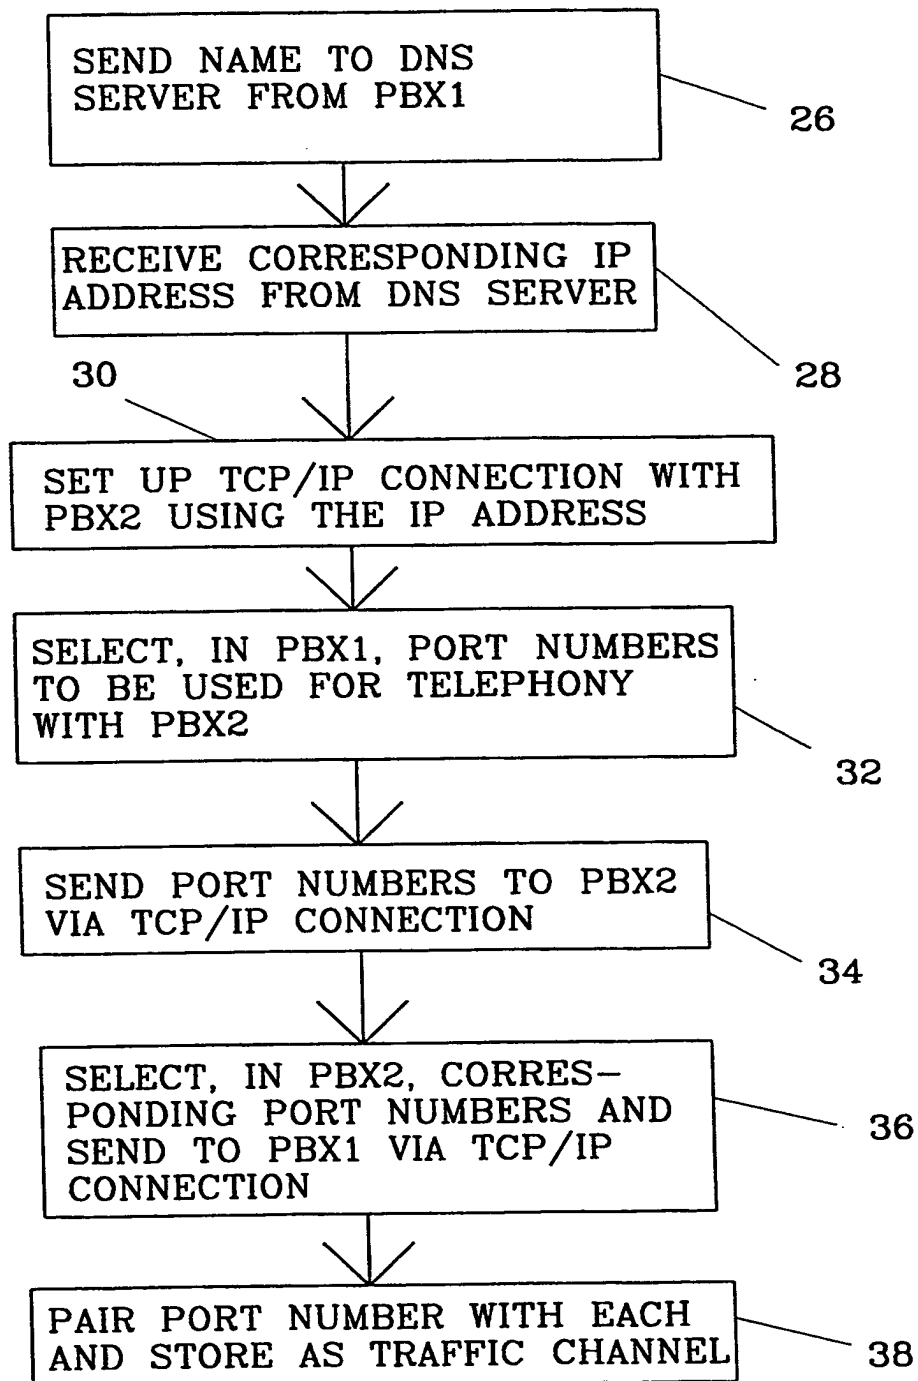 SEND NAME TO DNS
SERVER FROM PBX1
26
RECEIVE CORRESPONDING IP
ADDRESS FROM DNS SERVER
28
30
SET UP TCP/IP CONNECTION WITH
PBX2 USING THE IP ADDRESS
SELECT, IN PBX1, PORT NUMBERS
TO BE USED FOR TELEPHONY
WITH PBX2
32
SEND PORT NUMBERS TO PBX2
VIA TCP/IP CONNECTION
34
SELECT, IN PBX2, CORRES-
PONDING PORT NUMBERS AND
SEND TO PBX1 VIA TCP/IP
CONNECTION
36
PAIR PORT NUMBER WITH EACH
AND STORE AS TRAFFIC CHANNEL
38